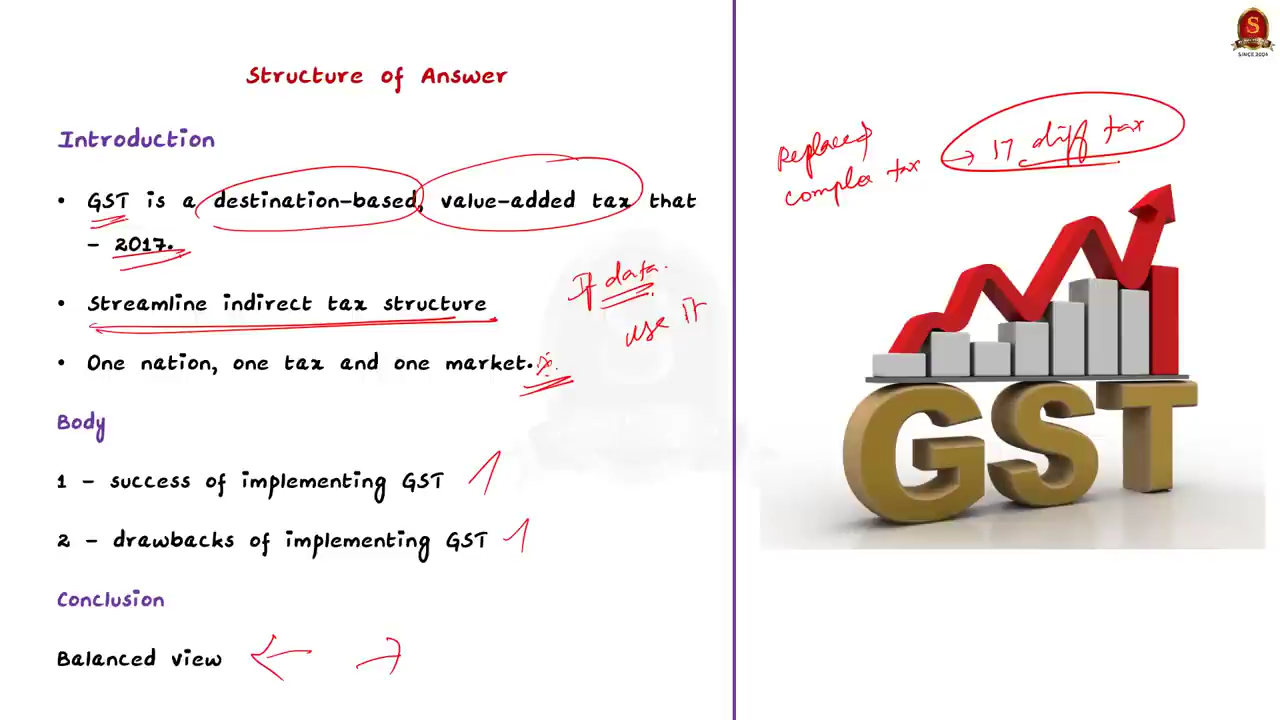 Structure of Answer
Introduction
• GST is a destination-based, value-added tax that
- 2017.
• Streamline indirect tax structure
• One nation, one tax and one market.
If data.
use it
Body
1 - success of implementing GST
2 - drawbacks of implementing GST
Conclusion
Balanced view
S
SINCE 2004
Replaced
complex tax → 17 diff tax
GST